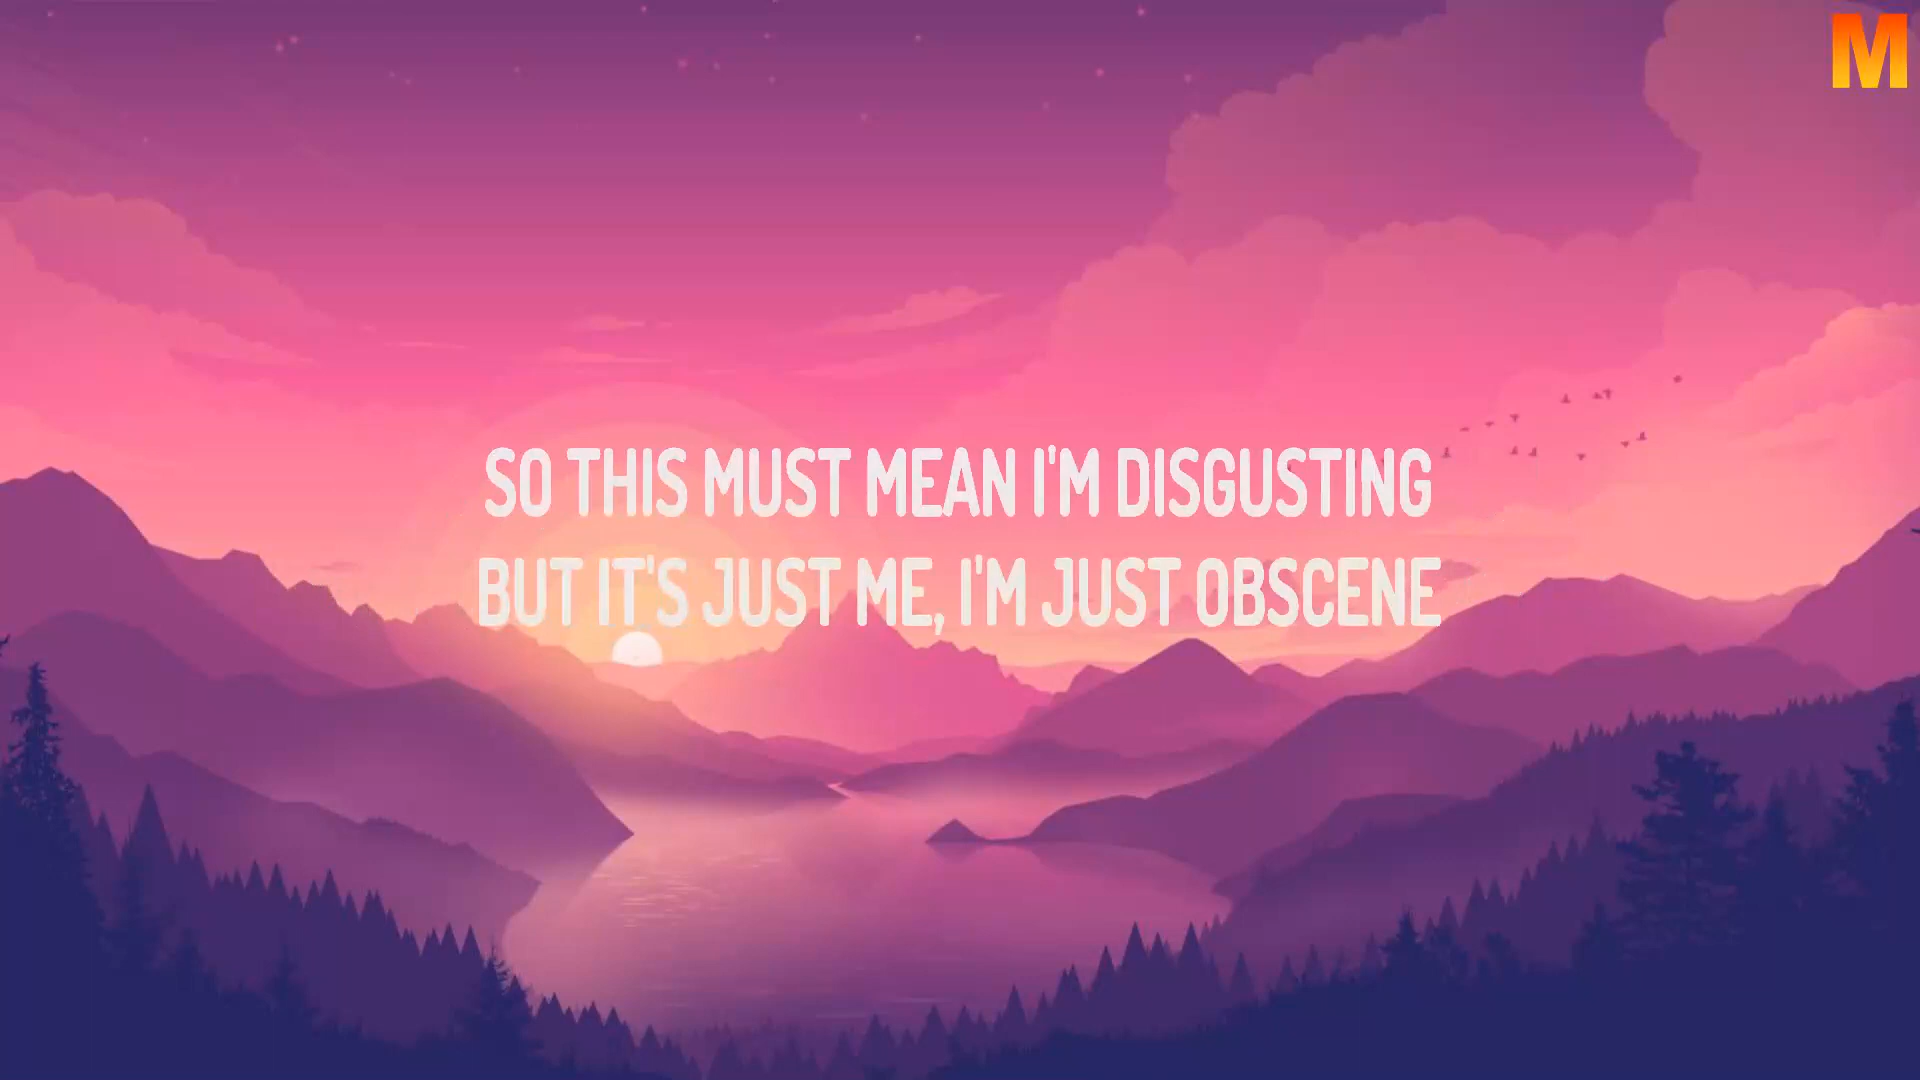 M
SO THIS MUST MEAN I'M DISGUSTING
BUT IT'S JUST ME, I'M JUST OBSCENE